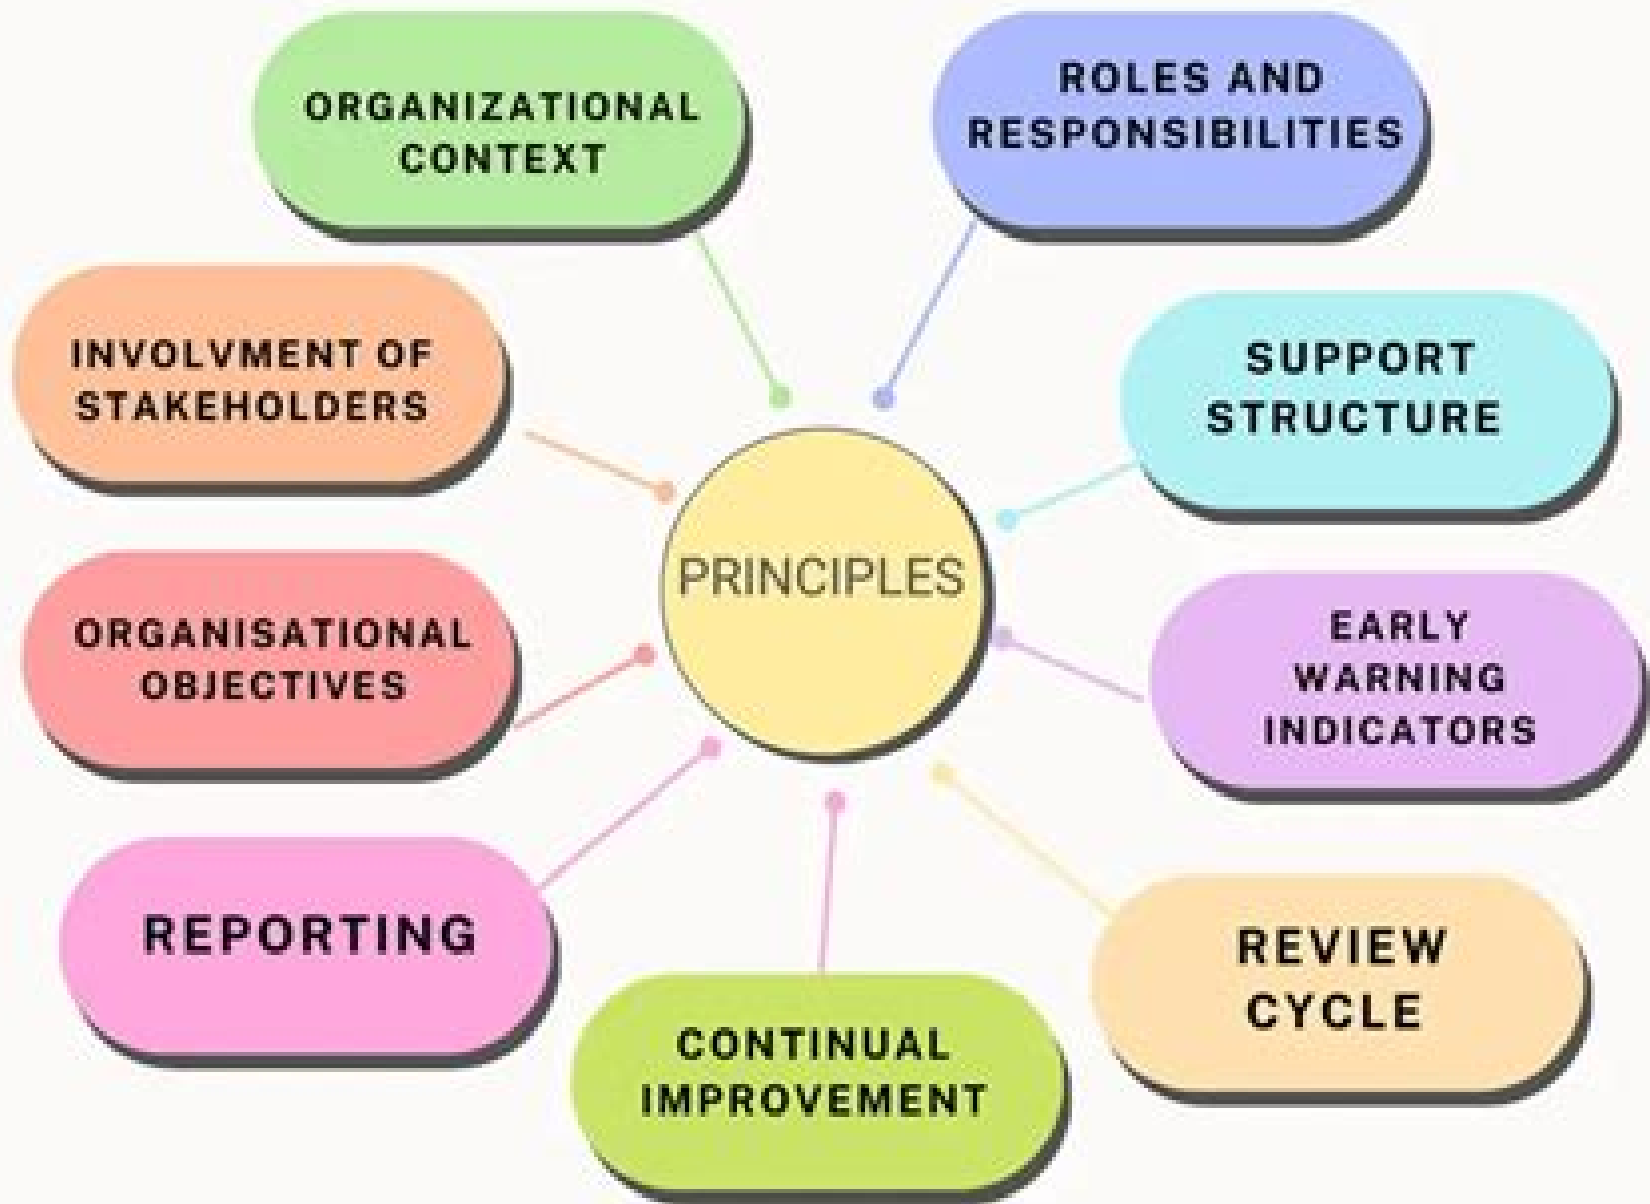 ORGANIZATIONAL
CONTEXT
ROLES AND
RESPONSIBILITIES
INVOLVMENT OF
STAKEHOLDERS
SUPPORT
STRUCTURE
PRINCIPLES
ORGANISATIONAL
OBJECTIVES
EARLY
WARNING
INDICATORS
REPORTING
REVIEW
CYCLE
CONTINUAL
IMPROVEMENT